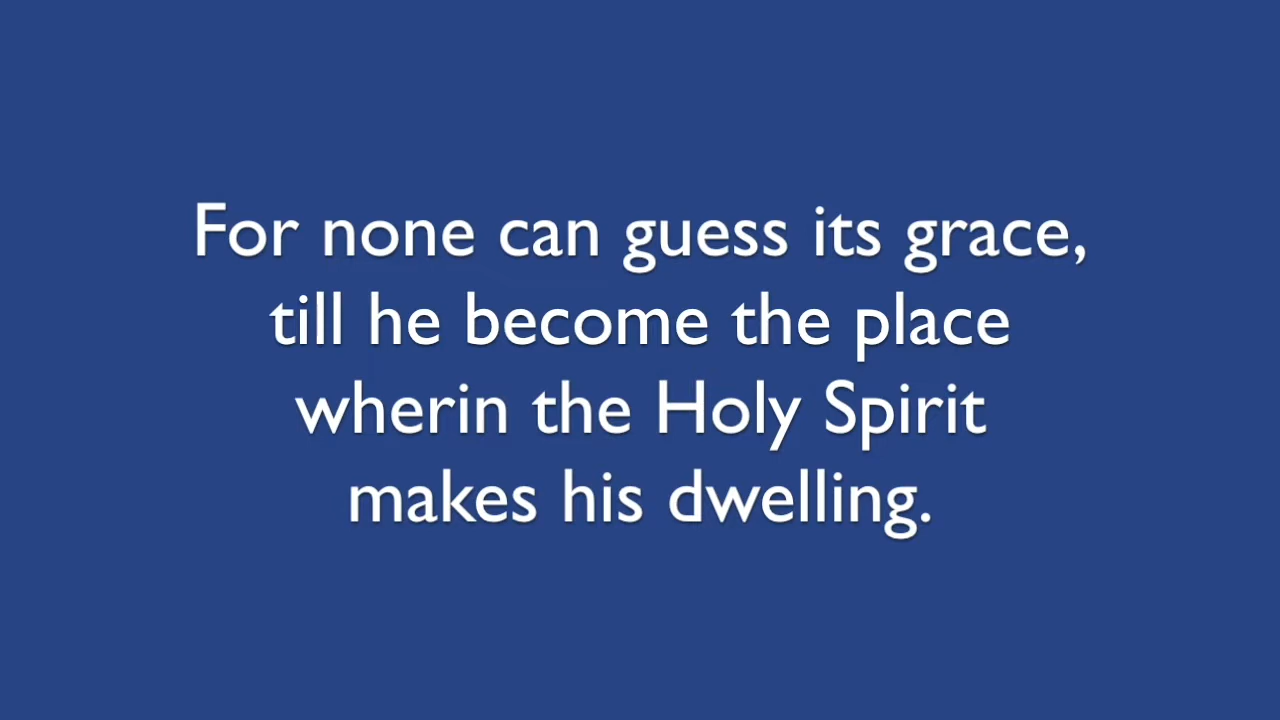 For none can guess its grace,
till he become the place
wherin the Holy Spirit
makes his dwelling.